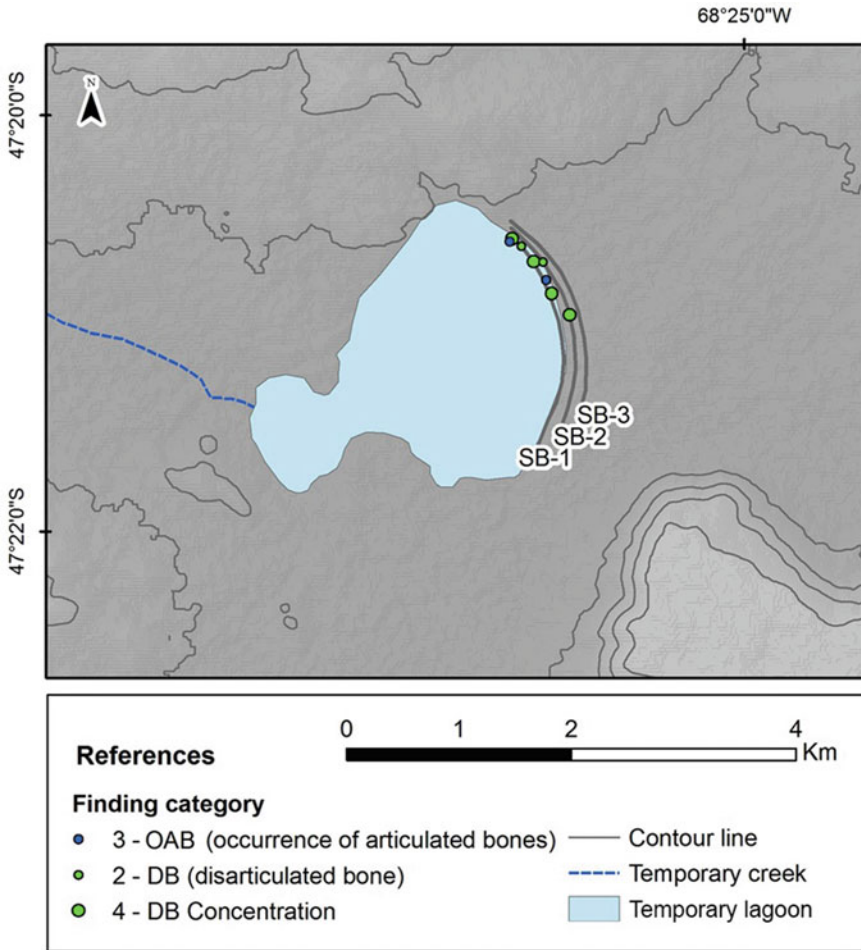 68°25'0"W
47°20'0"S
N
SB-3
SB-2
SB-1
47°22'0"S
0 1 2 4
Km
References
Finding category
3 - OAB (occurrence of articulated bones)
2 - DB (disarticulated bone)
4 - DB Concentration
Contour line
Temporary creek
Temporary lagoon